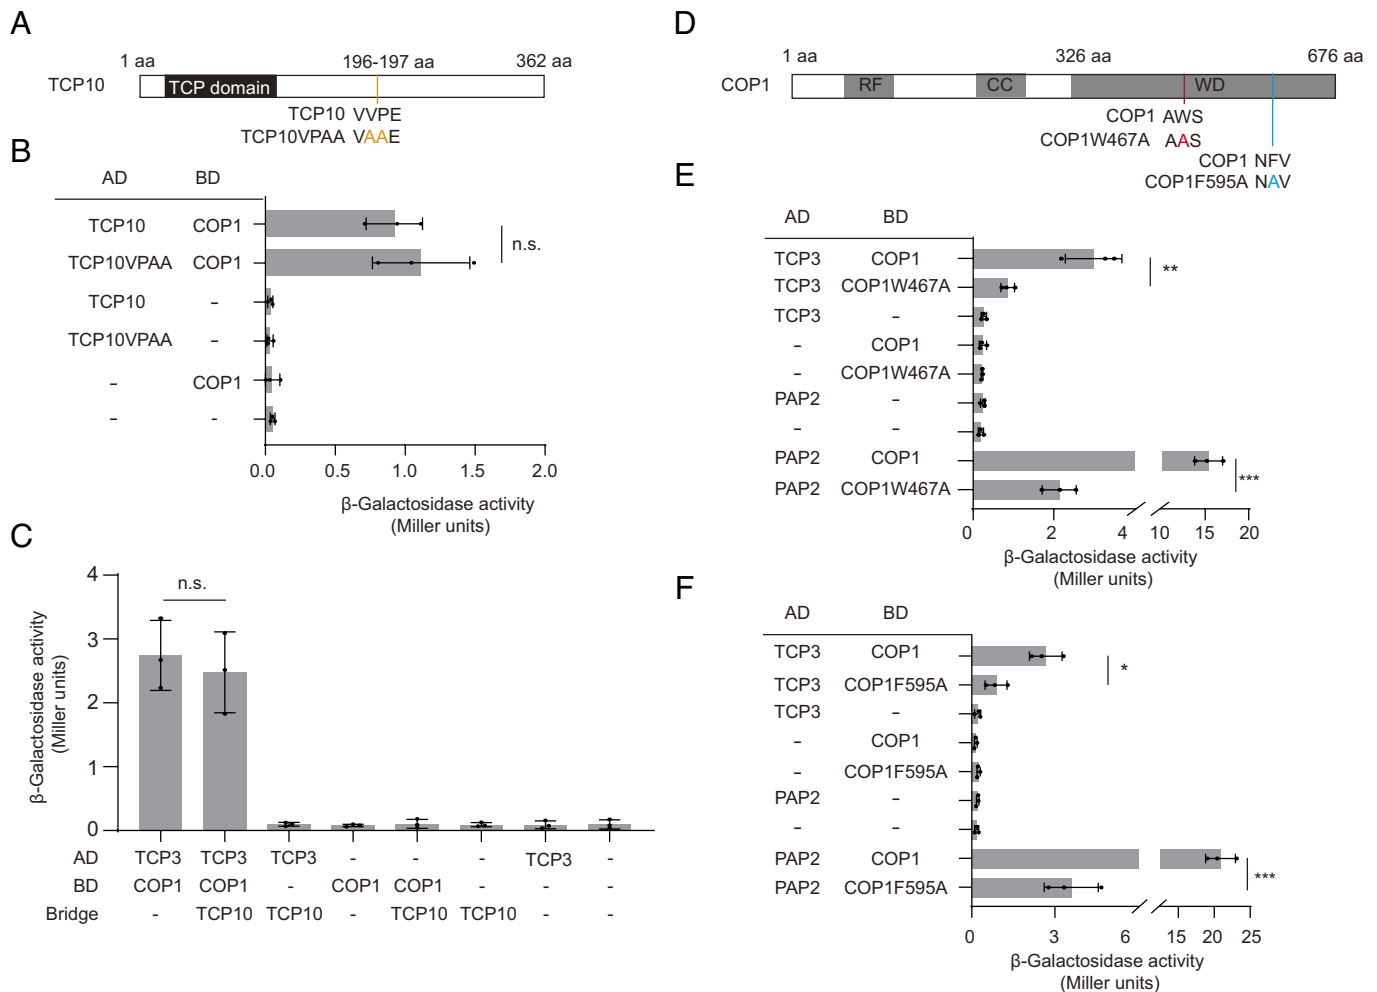 A
1 aa 196-197 aa 362 aa
TCP10 TCP domain
TCP10 VVPE
TCP10VPAA VAAE
B
AD BD
TCP10 COP1
TCP10VPAA COP1
TCP10 -
TCP10VPAA -
- COP1
- -
n.s.
0.0 0.5 1.0 1.5 2.0
β-Galactosidase activity
(Miller units)
C
n.s.
β-Galactosidase activity
(Miller units)
4
3
2
1
0
AD TCP3 TCP3 TCP3 - - - TCP3 -
BD COP1 COP1 - COP1 COP1 - - -
Bridge - TCP10 TCP10 - TCP10 TCP10 - -
D
1 aa 326 aa 676 aa
COP1 RF CC WD
COP1 AWS
COP1W467A AAS
COP1 NFV
COP1F595A NAV
E
AD BD
TCP3 COP1
TCP3 COP1W467A
TCP3 -
- COP1
- COP1W467A
PAP2 -
- -
PAP2 COP1
PAP2 COP1W467A
**
***
0 2 4 10 15 20
β-Galactosidase activity
(Miller units)
F
AD BD
TCP3 COP1
TCP3 COP1F595A
TCP3 -
- COP1
- COP1F595A
PAP2 -
- -
PAP2 COP1
PAP2 COP1F595A
*
***
0 3 6 15 20 25
β-Galactosidase activity
(Miller units)